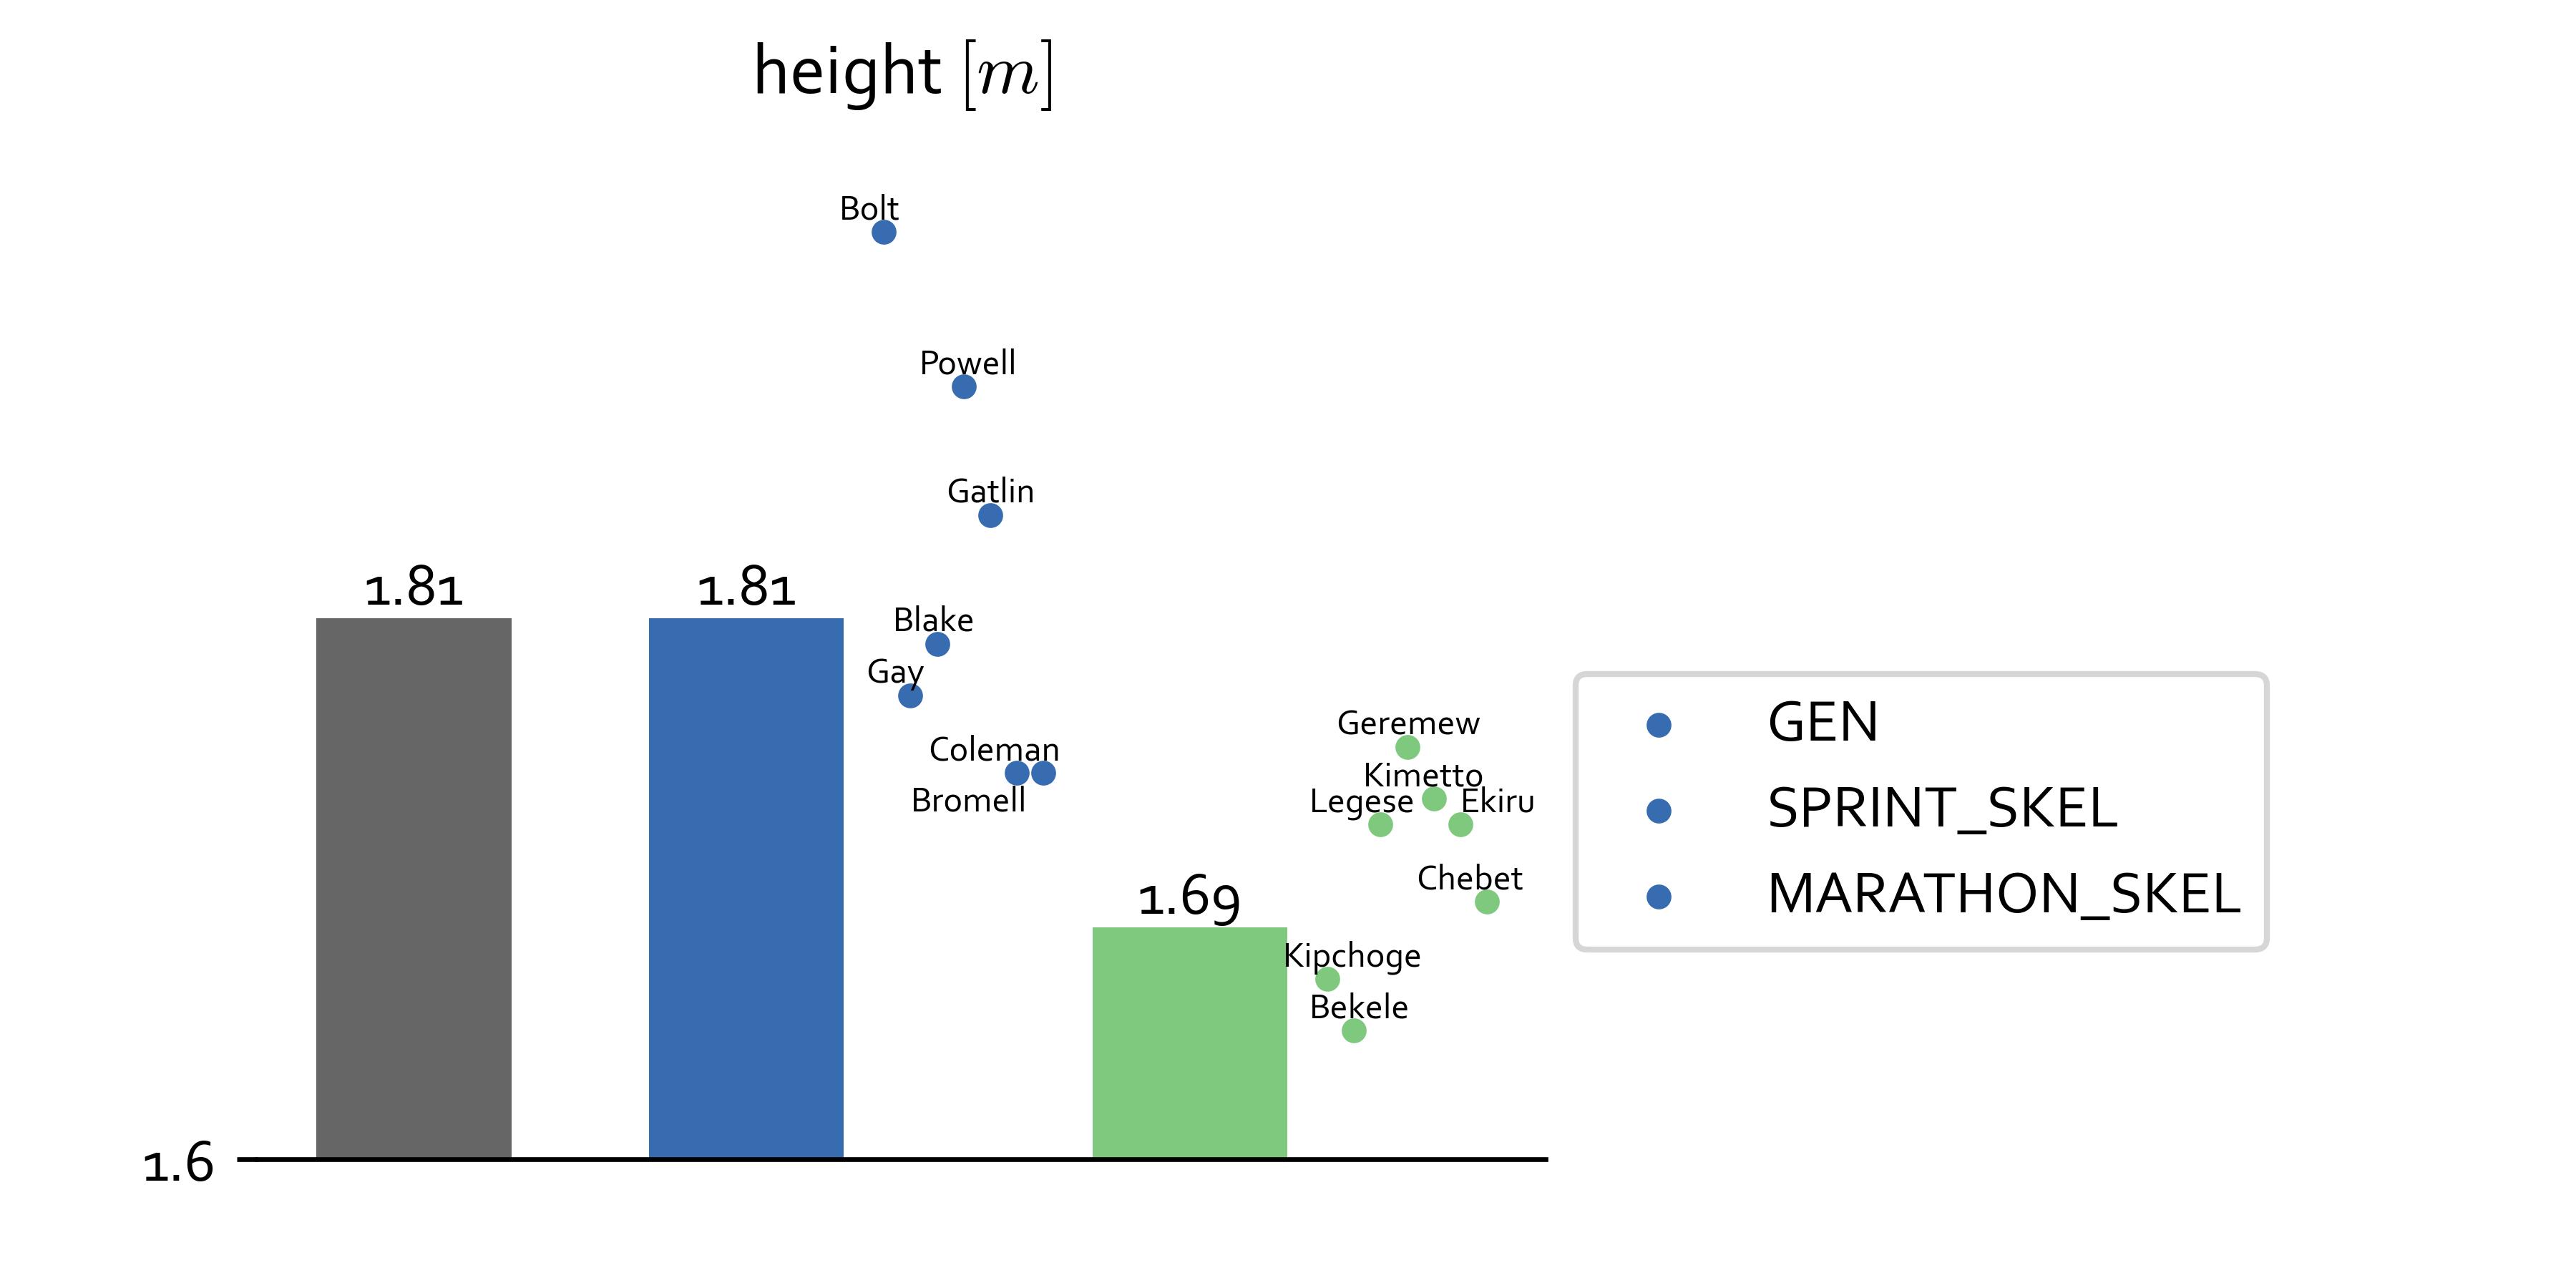 height [m]
Bolt
Powell
Gatlin
1.81
1.81
Blake
Gay
Coleman
Bromell
Geremew
Kimetto
Legese
Ekiru
Chebet
1.69
Kipchoge
Bekele
1.6
GEN
SPRINT_SKEL
MARATHON_SKEL